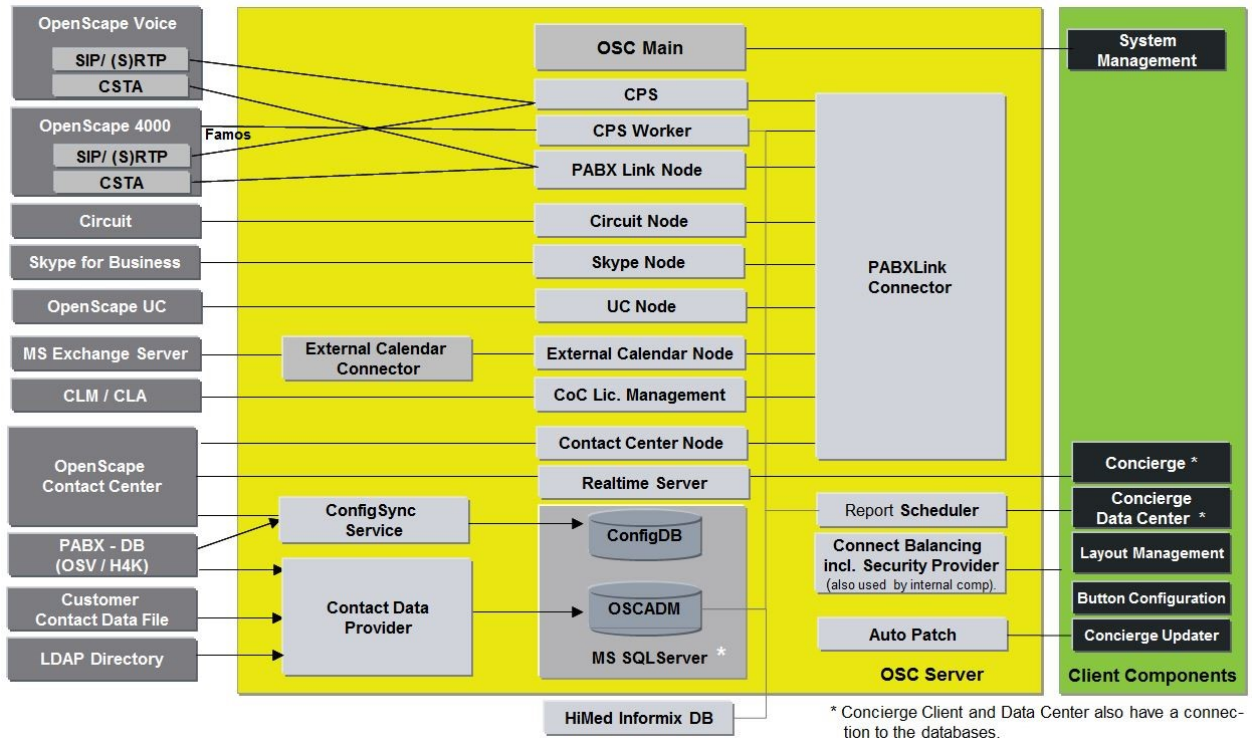 OpenScape Voice
SIP/ (S)RTP
CSTA
OpenScape 4000
SIP/ (S)RTP
CSTA
Famos
Circuit
Skype for Business
OpenScape UC
MS Exchange Server
CLM / CLA
OpenScape
Contact Center
PABX - DB
(OSV / H4K)
Customer
Contact Data File
LDAP Directory
External Calendar
Connector
ConfigSync
Service
Contact Data
Provider
OSC Main
CPS
CPS Worker
PABX Link Node
Circuit Node
Skype Node
UC Node
External Calendar Node
CoC Lic. Management
Contact Center Node
Realtime Server
ConfigDB
OSCADM
MS SQLServer *
HiMed Informix DB
PABXLink
Connector
Report Scheduler
Connect Balancing
incl. Security Provider
(also used by internal comp).
Auto Patch
OSC Server
System
Management
Concierge *
Concierge
Data Center *
Layout Management
Button Configuration
Concierge Updater
Client Components
* Concierge Client and Data Center also have a connec-
tion to the databases.